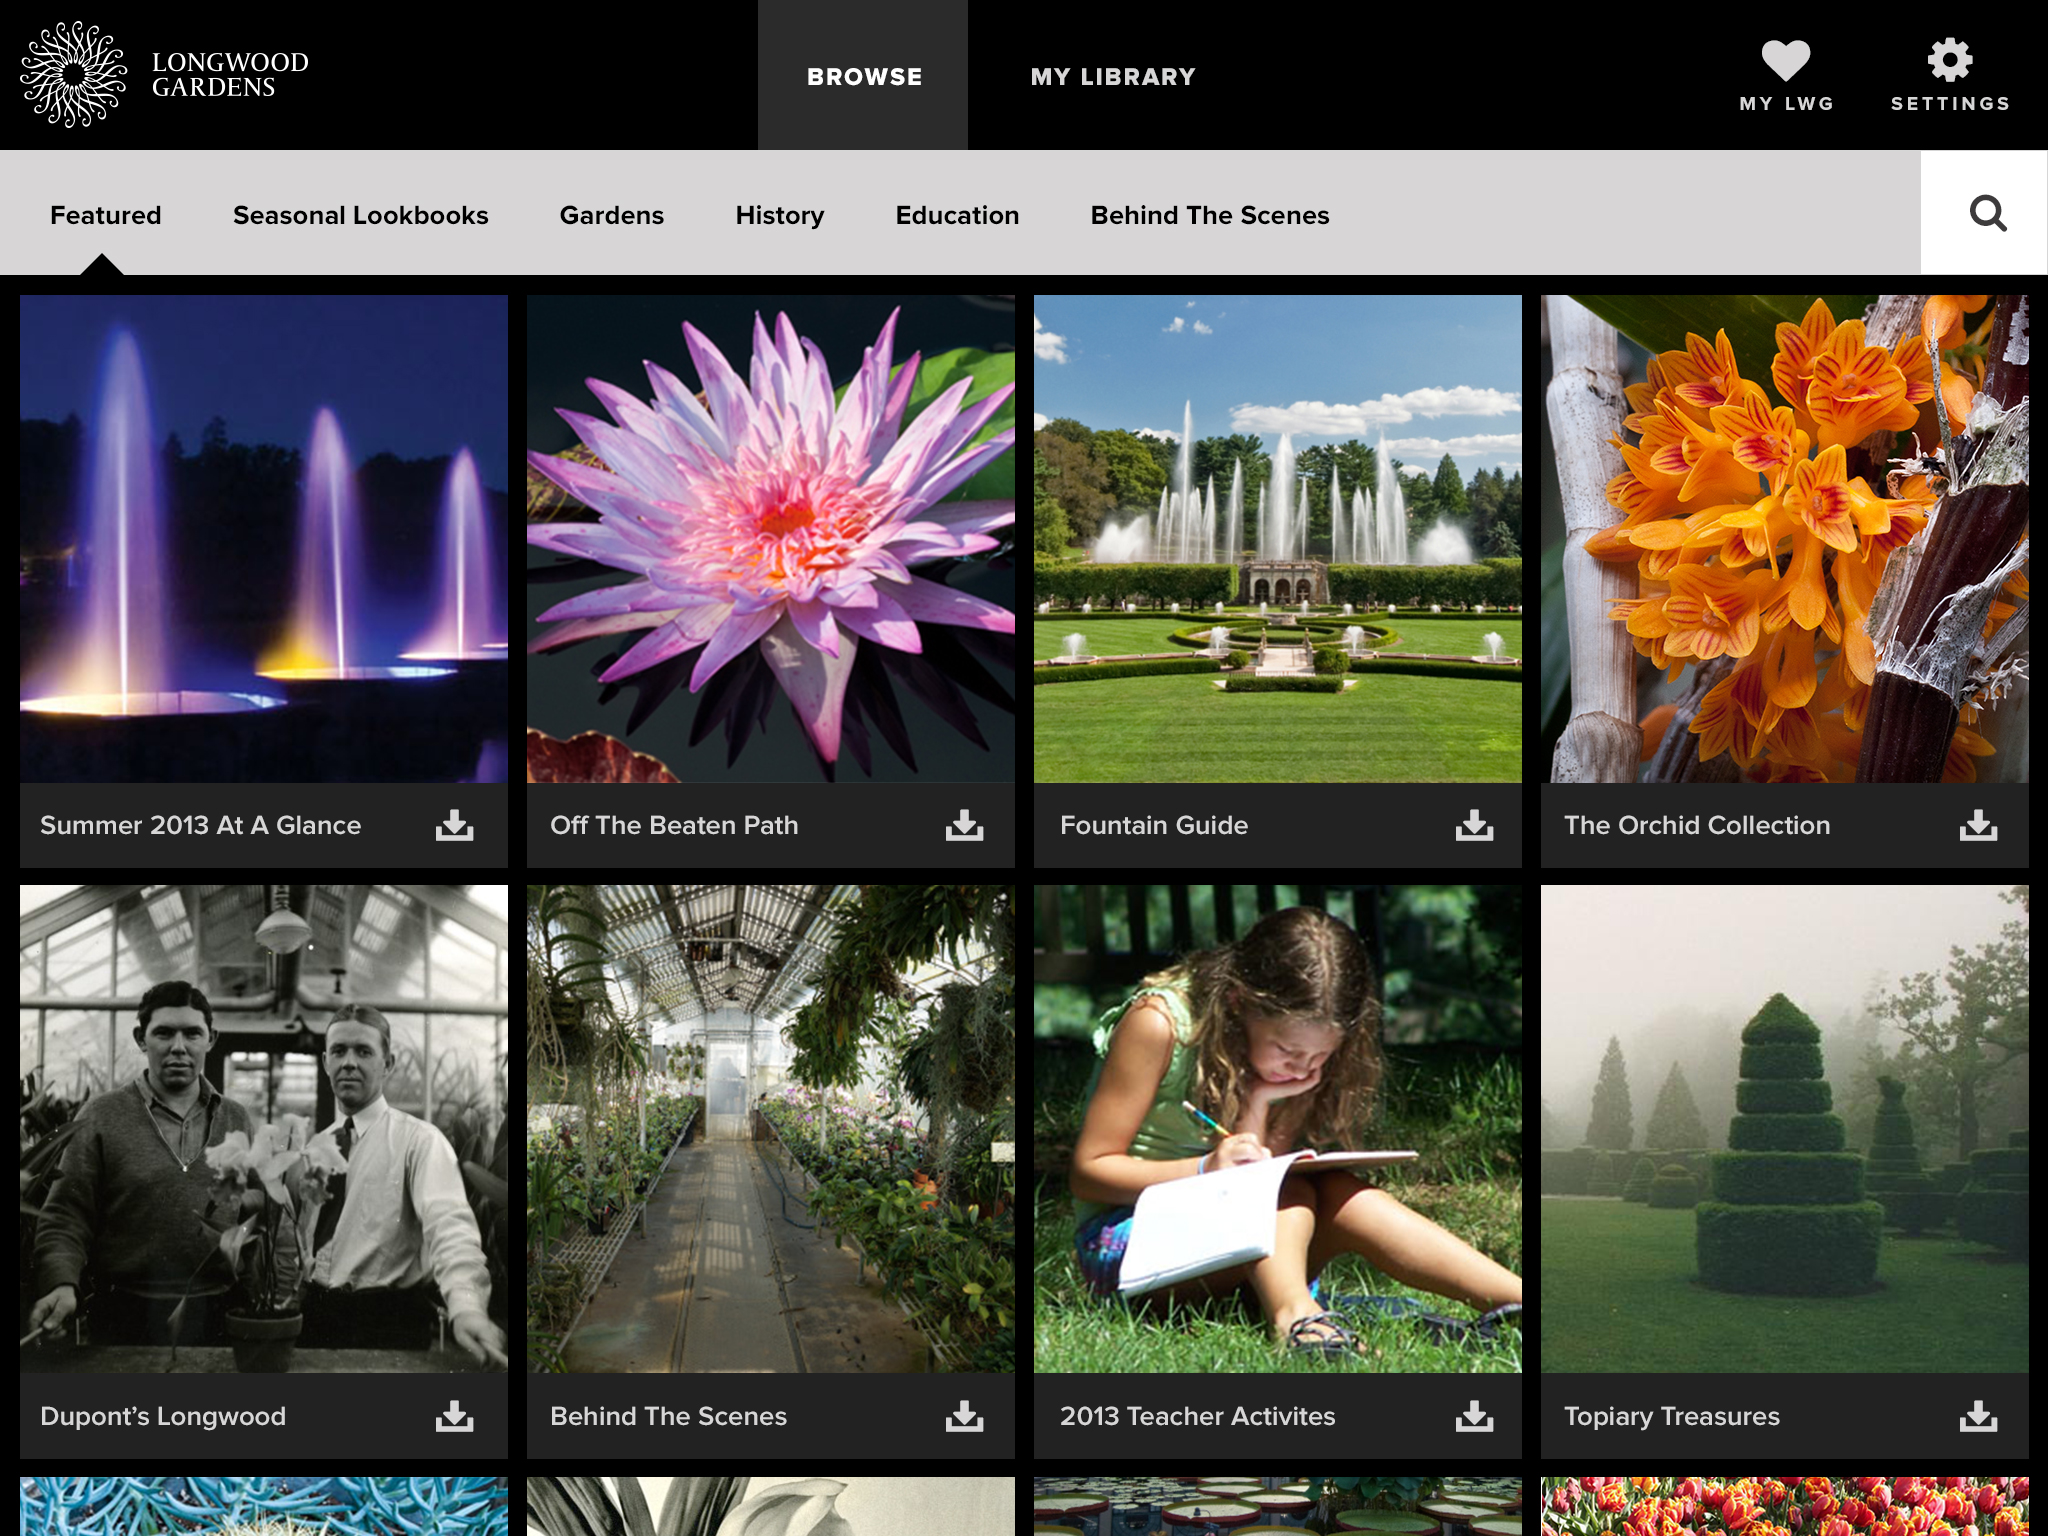 LONGWOOD
GARDENS
BROWSE
MY LIBRARY
MY LWG
SETTINGS
Featured
Seasonal Lookbooks
Gardens
History
Education
Behind The Scenes
Summer 2013 At A Glance
Off The Beaten Path
Fountain Guide
The Orchid Collection
Dupont’s Longwood
Behind The Scenes
2013 Teacher Activites
Topiary Treasures